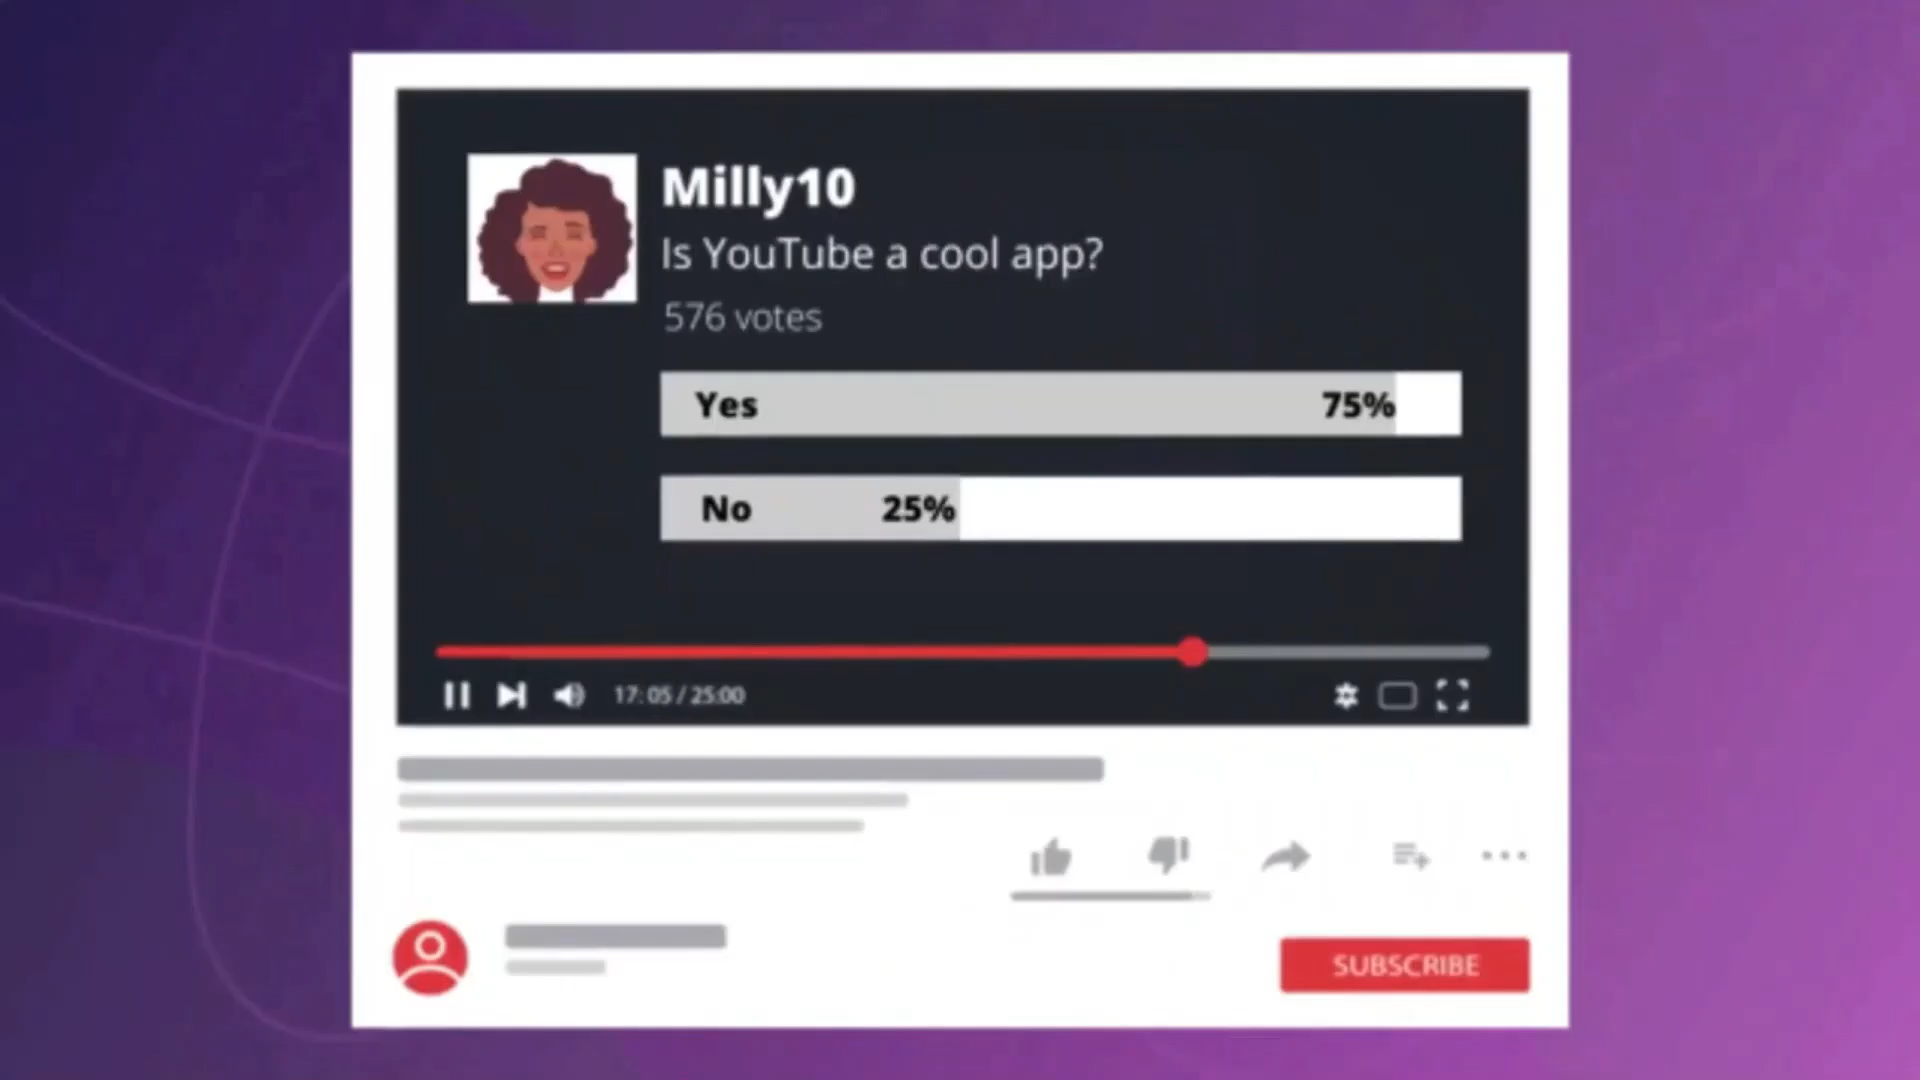 Milly10
Is YouTube a cool app?
576 votes
Yes 75%
No 25%
17:05 / 25:00
SUBSCRIBE